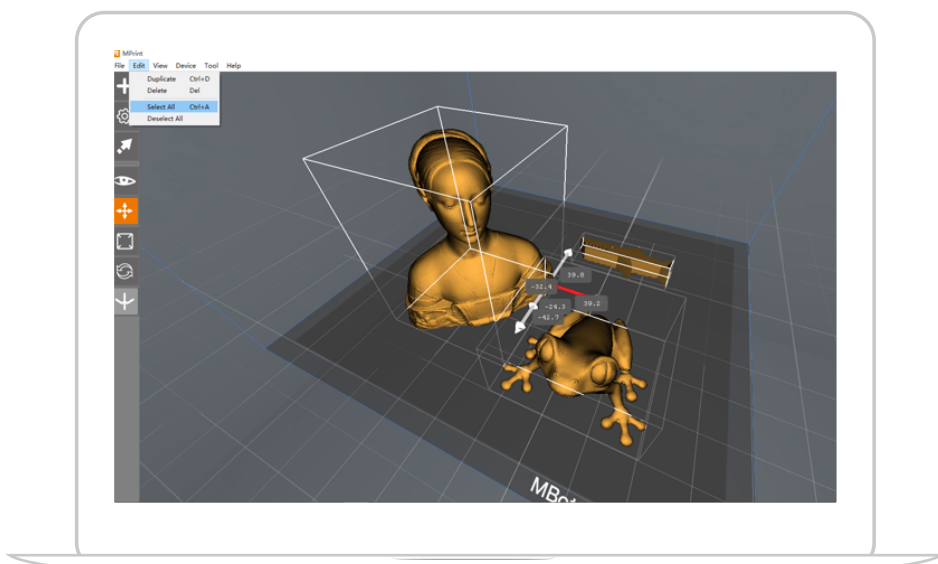 MPrint
File Edit View Device Tool Help
Duplicate Ctrl+D
Delete Del
Select All Ctrl+A
Deselect All
39.8
-32.4
39.2
-24.3
-42.7